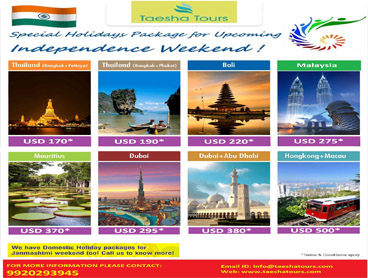 Taesha Tours
Special Holidays Package for Upcoming
Independence Weekend !
Thailand (Bangkok + Pattaya)
Thailand (Bangkok + Phuket)
Bali
Malaysia
USD 170*
USD 190*
USD 220*
USD 275*
Mauritius
Dubai
Dubai + Abu Dhabi
Hongkong + Macau
USD 370*
USD 295*
USD 380*
USD 500*
*Terms & Conditions apply
We have Domestic Holiday packages for
Janmashtmi weekend too! Call us to know more!
FOR MORE INFORMATION PLEASE CONTACT:
9920293945
Email ID: info@taeshatours.com
Web: www.taeshatours.com